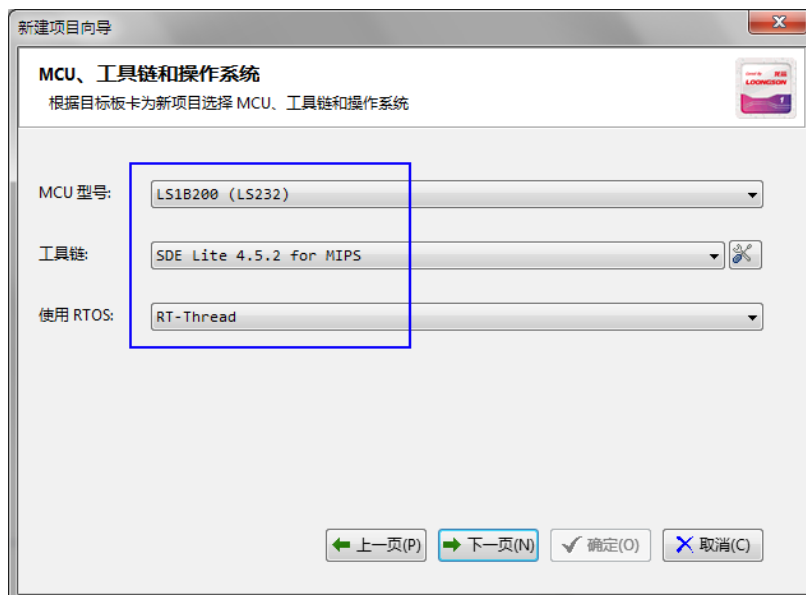 新建项目向导
MCU、工具链和操作系统
根据目标板卡为新项目选择 MCU、工具链和操作系统
LOONGSON
1
MCU 型号:
LS1B200 (LS232)
工具链:
SDE Lite 4.5.2 for MIPS
使用 RTOS:
RT-Thread
上一页(P)
下一页(N)
确定(O)
取消(C)